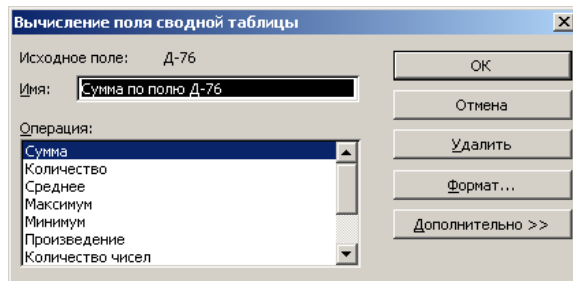 Вычисление поля сводной таблицы
Исходное поле: Д-76
Имя: Сумма по полю Д-76
Операция:
Сумма
Количество
Среднее
Максимум
Минимум
Произведение
Количество чисел
OK
Отмена
Удалить
Формат...
Дополнительно >>